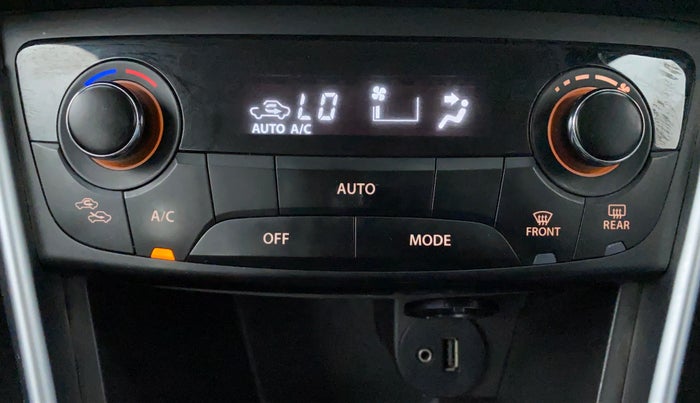 LO
AUTO A/C
AUTO
A/C
OFF
MODE
FRONT
REAR